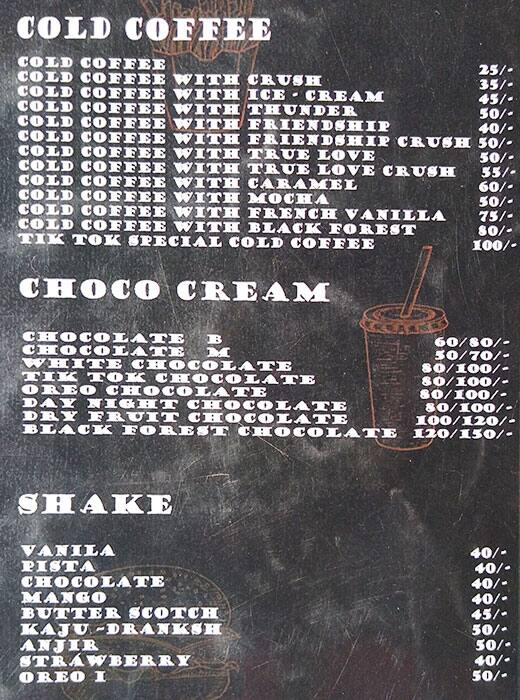 COLD COFFEE
COLD COFFEE 25/-
COLD COFFEE WITH CRUSH 35/-
COLD COFFEE WITH ICE - CREAM 45/-
COLD COFFEE WITH THUNDER 50/-
COLD COFFEE WITH FRIENDSHIP 40/-
COLD COFFEE WITH FRIENDSHIP CRUSH 50/-
COLD COFFEE WITH TRUE LOVE 50/-
COLD COFFEE WITH TRUE LOVE CRUSH 55/-
COLD COFFEE WITH CARAMEL 60/-
COLD COFFEE WITH MOCHA 50/-
COLD COFFEE WITH FRENCH VANILLA 75/-
COLD COFFEE WITH BLACK FOREST 80/-
TIK TOK SPECIAL COLD COFFEE 100/-
CHOCO CREAM
CHOCOLATE B 60/80/-
CHOCOLATE M 50/70/-
WHITE CHOCOLATE 80/100/-
TIK TOK CHOCOLATE 80/100/-
OREO CHOCOLATE 80/100/-
DAY NIGHT CHOCOLATE 80/100/-
DRY FRUIT CHOCOLATE 100/120/-
BLACK FOREST CHOCOLATE 120/150/-
SHAKE
VANILA 40/-
PISTA 40/-
CHOCOLATE 40/-
MANGO 40/-
BUTTER SCOTCH 45/-
KAJU -DRANKSH 50/-
ANJIR 50/-
STRAWBERRY 40/-
OREO I 50/-